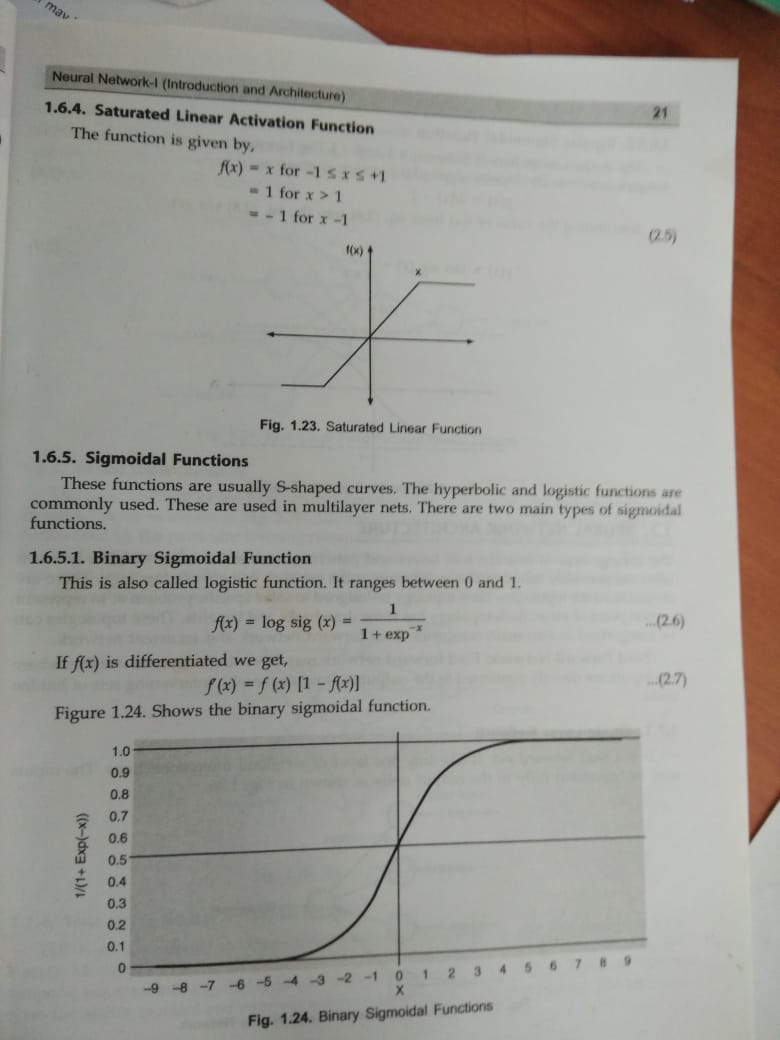 may
Neural Network-I (Introduction and Architecture)
21
1.6.4. Saturated Linear Activation Function
The function is given by,
f(x) = x for -1 ≤ x ≤ +1
= 1 for x > 1
= - 1 for x -1
(2.5)
f(x)
x
Fig. 1.23. Saturated Linear Function
1.6.5. Sigmoidal Functions
These functions are usually S-shaped curves. The hyperbolic and logistic functions are
commonly used. These are used in multilayer nets. There are two main types of sigmoidal
functions.
1.6.5.1. Binary Sigmoidal Function
This is also called logistic function. It ranges between 0 and 1.
f(x) = log sig (x) = 1 / 1 + exp^-x ...(2.6)
If f(x) is differentiated we get,
f'(x) = f (x) [1 - f(x)] ...(2.7)
Figure 1.24. Shows the binary sigmoidal function.
1/(1+ Exp(-x))
1.0
0.9
0.8
0.7
0.6
0.5
0.4
0.3
0.2
0.1
0
-9 -8 -7 -6 -5 -4 -3 -2 -1 0 1 2 3 4 5 6 7 8 9
X
Fig. 1.24. Binary Sigmoidal Functions